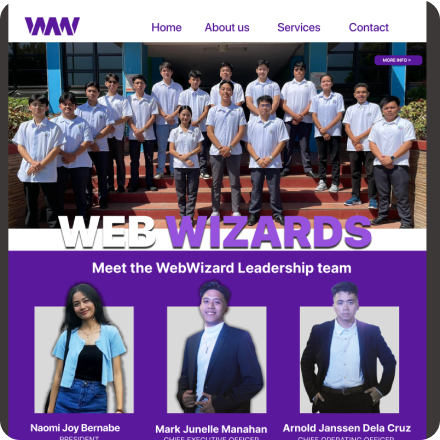 WW
Home About us Services Contact
MORE INFO >
WEB WIZARDS
Meet the WebWizard Leadership team
Naomi Joy Bernabe Mark Junelle Manahan Arnold Janssen Dela Cruz
PRESIDENT CHIEF EXECUTIVE OFFICER CHIEF OPERATING OFFICER